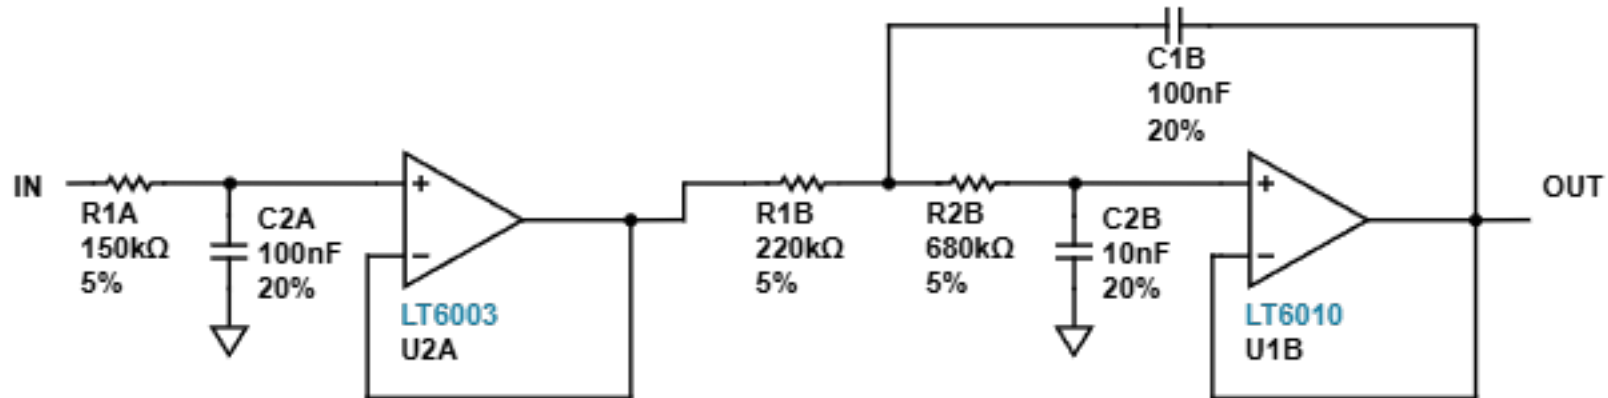 C1B
100nF
20%
IN
+
−
R1A
150kΩ
5%
C2A
100nF
20%
LT6003
U2A
R1B
220kΩ
5%
R2B
680kΩ
5%
C2B
10nF
20%
+
−
LT6010
U1B
OUT